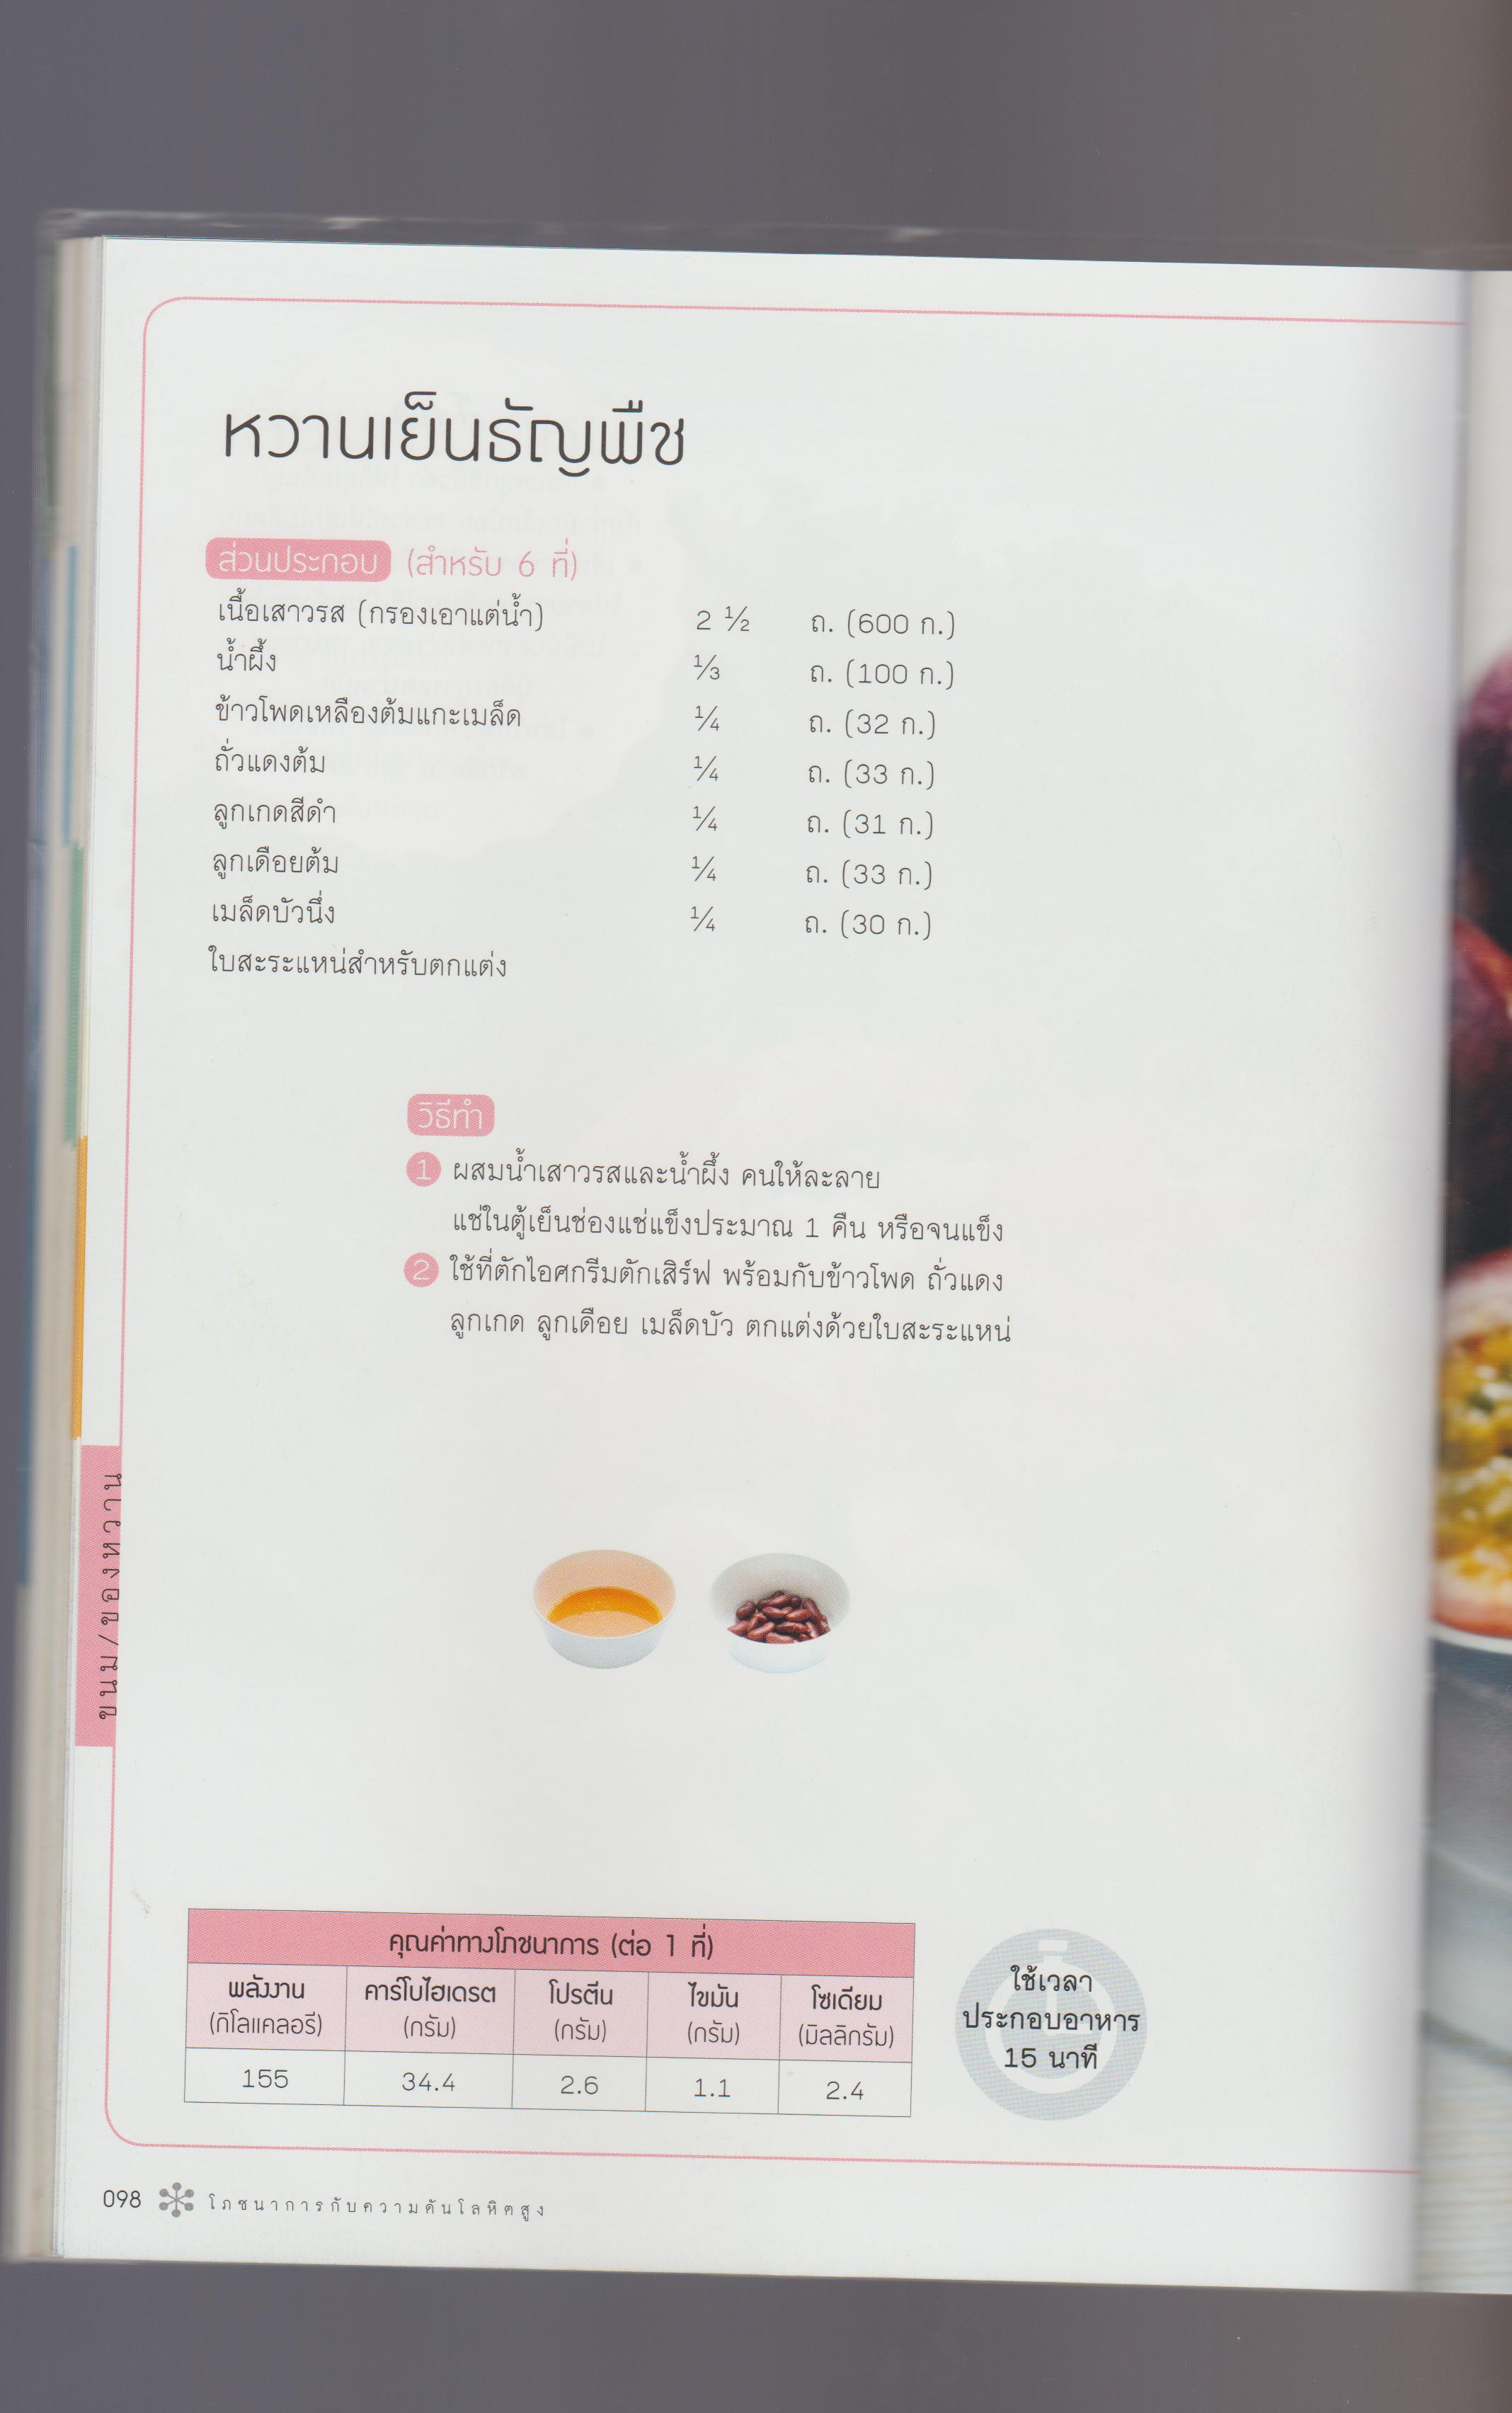 หวานเย็นธัญพืช
ส่วนประกอบ (สำหรับ 6 ที่)
เนื้อเสาวรส (กรองเอาแต่น้ำ) 2 ½ ถ. (600 ก.)
น้ำผึ้ง ⅓ ถ. (100 ก.)
ข้าวโพดเหลืองต้มแกะเมล็ด ¼ ถ. (32 ก.)
ถั่วแดงต้ม ¼ ถ. (33 ก.)
ลูกเกดสีดำ ¼ ถ. (31 ก.)
ลูกเดือยต้ม ¼ ถ. (33 ก.)
เมล็ดบัวนึ่ง ¼ ถ. (30 ก.)
ใบสะระแหน่สำหรับตกแต่ง
วิธีทำ
1 ผสมน้ำเสาวรสและน้ำผึ้ง คนให้ละลาย
แช่ในตู้เย็นช่องแช่แข็งประมาณ 1 คืน หรือจนแข็ง
2 ใช้ที่ตักไอศกรีมตักเสิร์ฟ พร้อมกับข้าวโพด ถั่วแดง
ลูกเกด ลูกเดือย เมล็ดบัว ตกแต่งด้วยใบสะระแหน่
ขนม/ของหวาน
คุณค่าทางโภชนาการ (ต่อ 1 ที่)
พลังงาน คาร์โบไฮเดรต โปรตีน ไขมัน โซเดียม
(กิโลแคลอรี) (กรัม) (กรัม) (กรัม) (มิลลิกรัม)
155 34.4 2.6 1.1 2.4
ใช้เวลา
ประกอบอาหาร
15 นาที
098 โภชนาการกับความดันโลหิตสูง